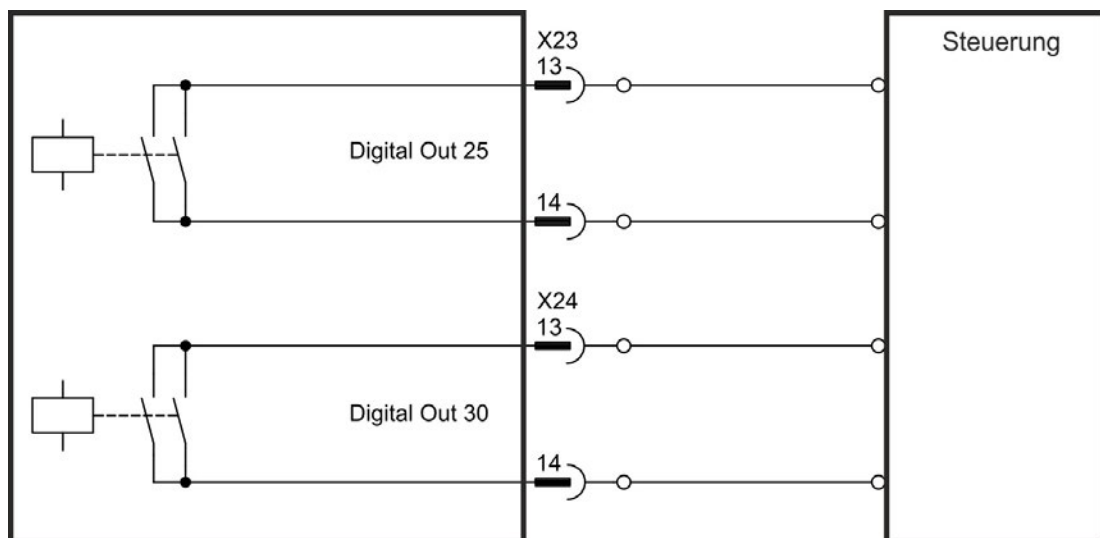 X23
13
Steuerung
Digital Out 25
14
X24
13
Digital Out 30
14